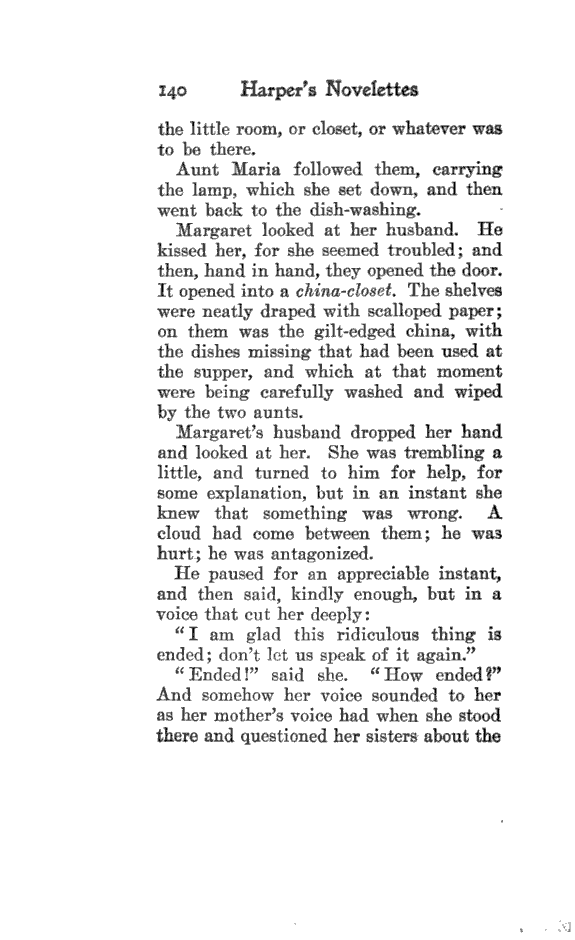 140 Harper's Novelettes
the little room, or closet, or whatever was
to be there.
Aunt Maria followed them, carrying
the lamp, which she set down, and then
went back to the dish-washing.
Margaret looked at her husband. He
kissed her, for she seemed troubled; and
then, hand in hand, they opened the door.
It opened into a china-closet. The shelves
were neatly draped with scalloped paper;
on them was the gilt-edged china, with
the dishes missing that had been used at
the supper, and which at that moment
were being carefully washed and wiped
by the two aunts.
Margaret's husband dropped her hand
and looked at her. She was trembling a
little, and turned to him for help, for
some explanation, but in an instant she
knew that something was wrong. A
cloud had come between them; he was
hurt; he was antagonized.
He paused for an appreciable instant,
and then said, kindly enough, but in a
voice that cut her deeply:
"I am glad this ridiculous thing is
ended; don't let us speak of it again."
"Ended!" said she. "How ended?"
And somehow her voice sounded to her
as her mother's voice had when she stood
there and questioned her sisters about the